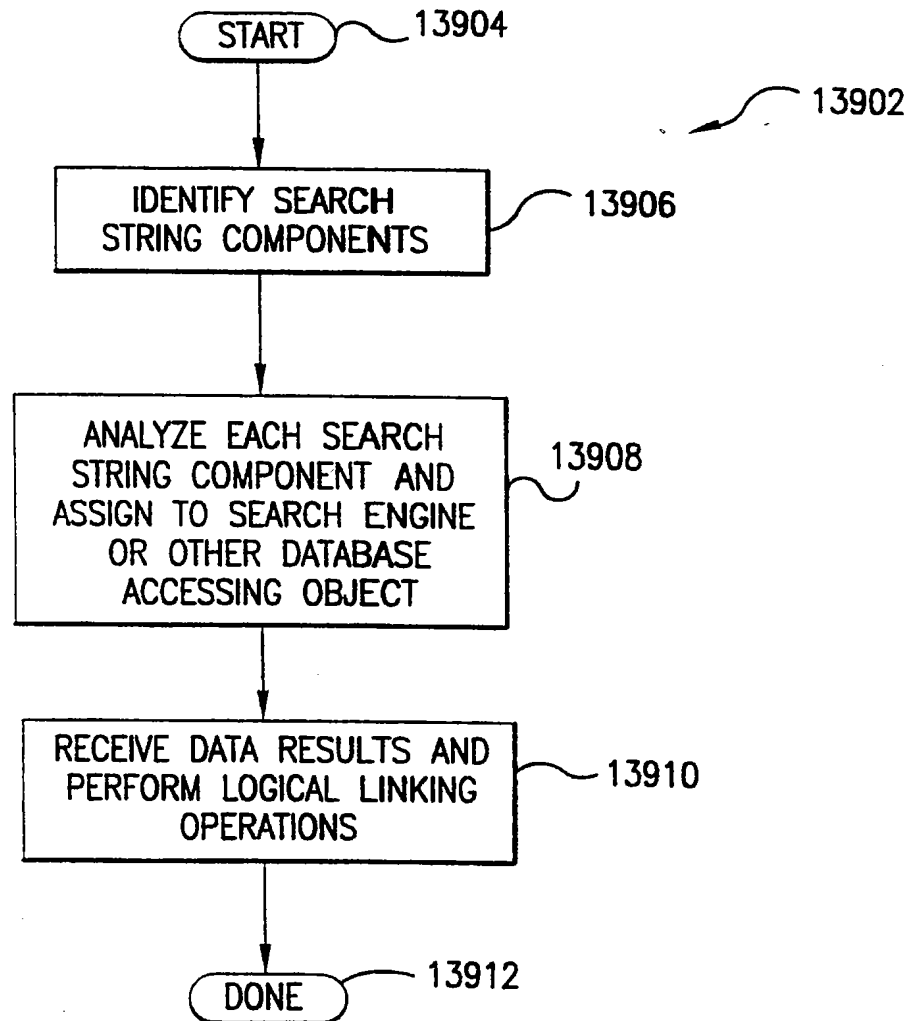 START
13904
13902
IDENTIFY SEARCH
STRING COMPONENTS
13906
ANALYZE EACH SEARCH
STRING COMPONENT AND
ASSIGN TO SEARCH ENGINE
OR OTHER DATABASE
ACCESSING OBJECT
13908
RECEIVE DATA RESULTS AND
PERFORM LOGICAL LINKING
OPERATIONS
13910
DONE
13912